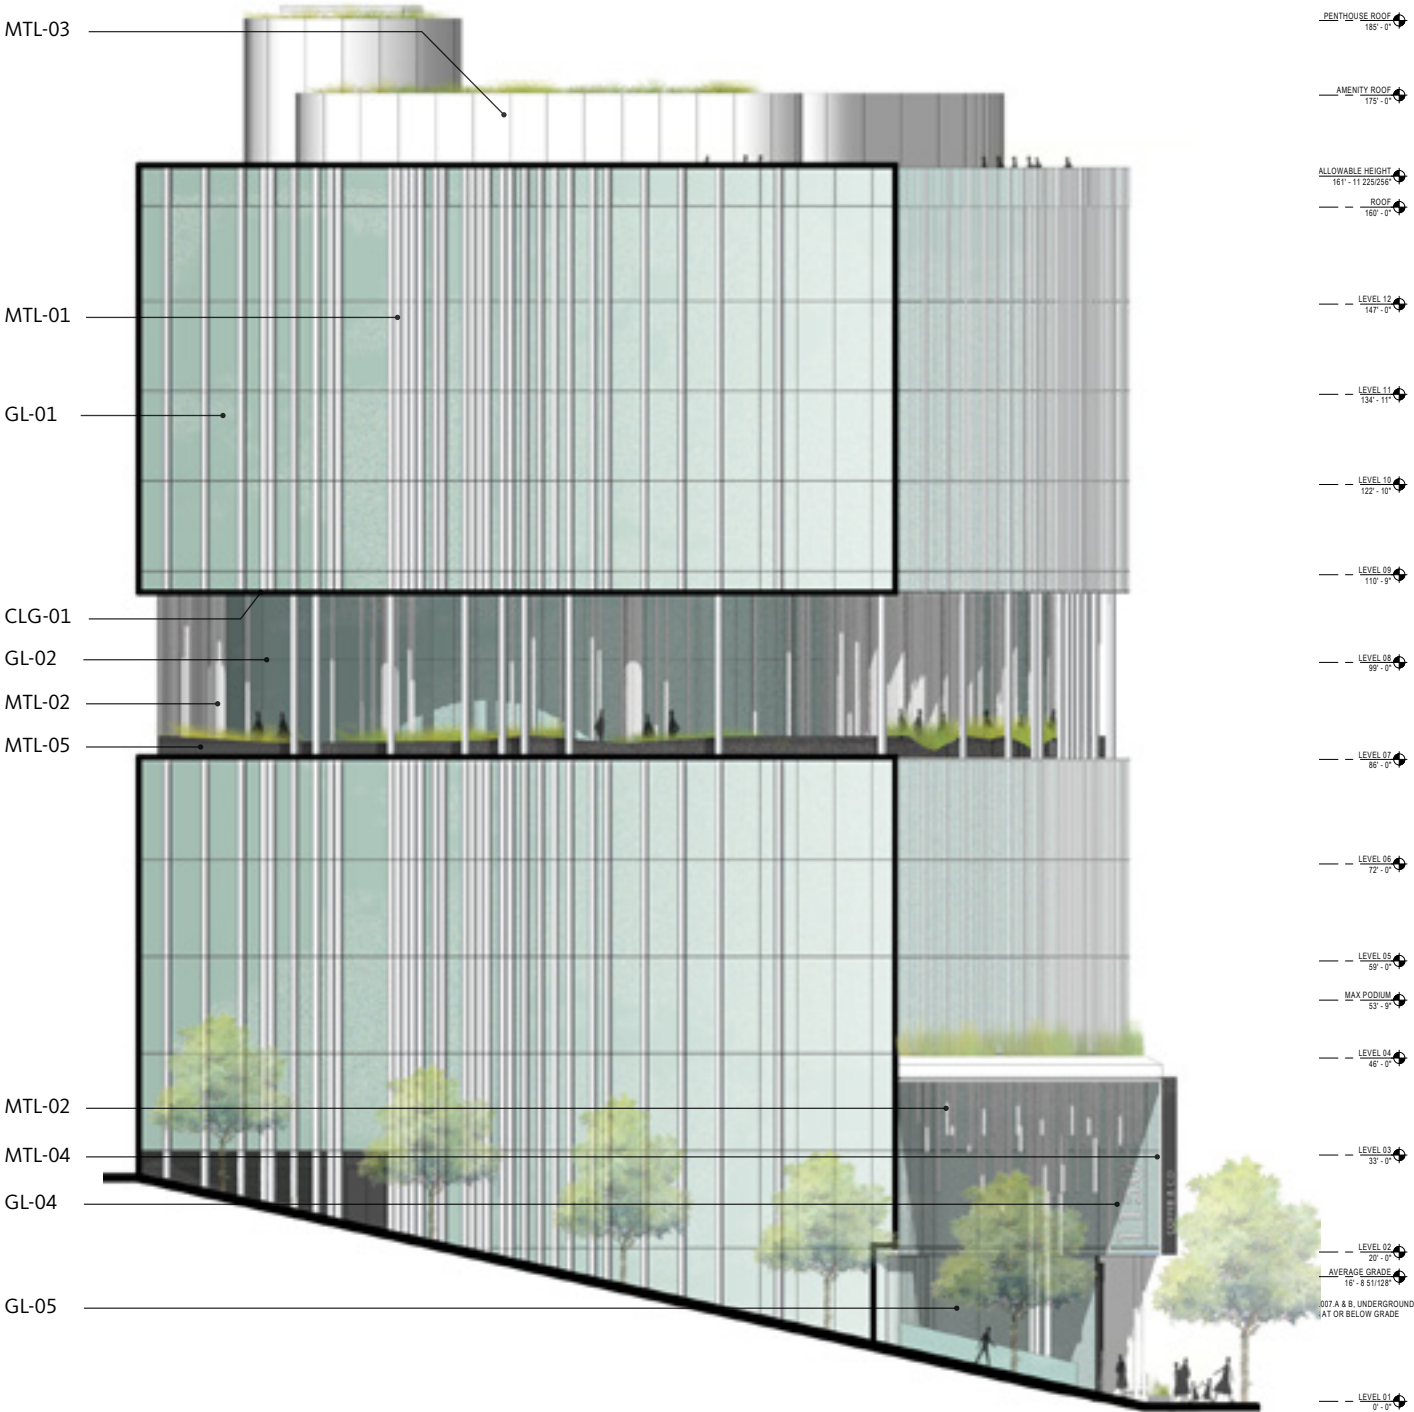 MTL-03
MTL-01
GL-01
CLG-01
GL-02
MTL-02
MTL-05
MTL-02
MTL-04
GL-04
GL-05
PENTHOUSE ROOF
185' - 0"
AMENITY ROOF
175' - 0"
ALLOWABLE HEIGHT
161' - 11 225/256"
ROOF
160' - 0"
LEVEL 12
147' - 0"
LEVEL 11
134' - 11"
LEVEL 10
122' - 10"
LEVEL 09
110' - 9"
LEVEL 08
99' - 0"
LEVEL 07
86' - 0"
LEVEL 06
72' - 0"
LEVEL 05
59' - 0"
MAX PODIUM
53' - 9"
LEVEL 04
46' - 0"
LEVEL 03
33' - 0"
LEVEL 02
20' - 0"
AVERAGE GRADE
16' - 8 51/128"
.007.A & B, UNDERGROUND
AT OR BELOW GRADE
LEVEL 01
0' - 0"